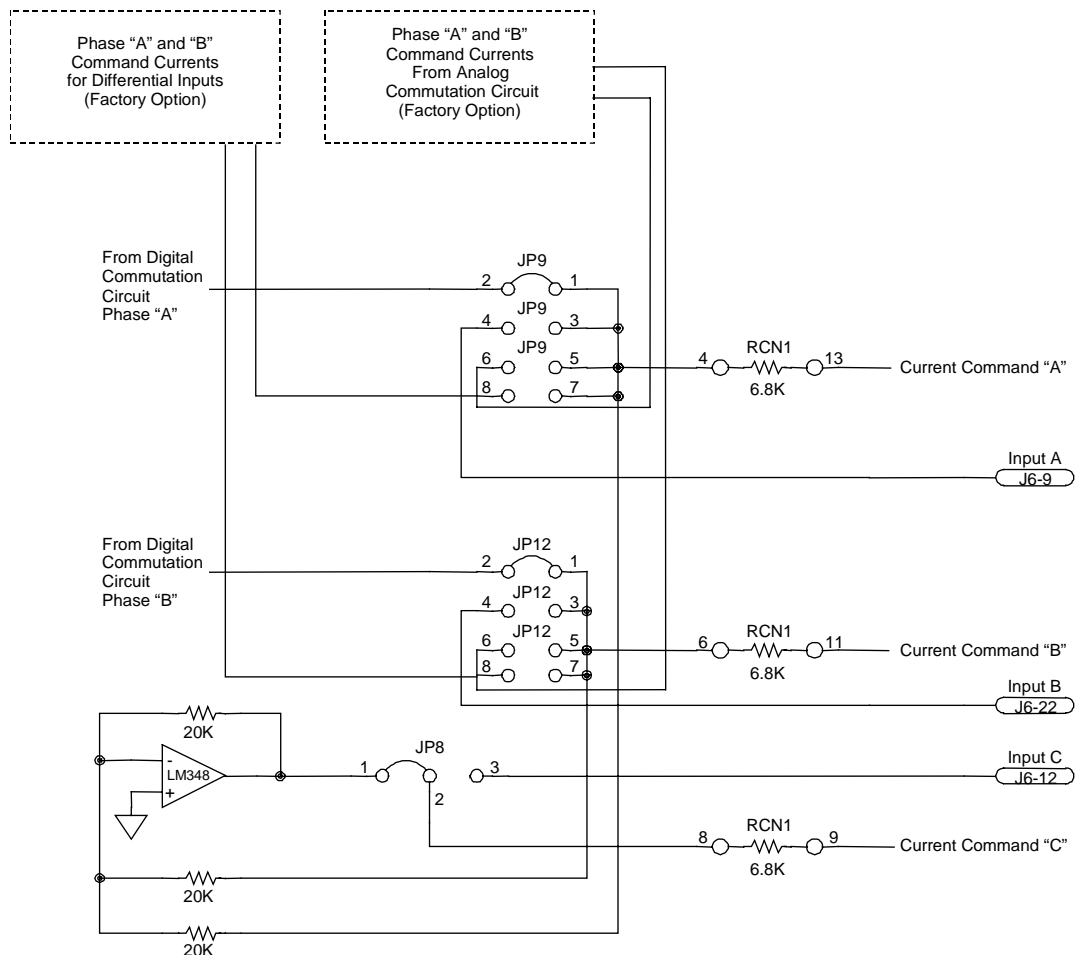 Phase “A” and “B”
Command Currents
for Differential Inputs
(Factory Option)
Phase “A” and “B”
Command Currents
From Analog
Commutation Circuit
(Factory Option)
From Digital
Commutation
Circuit
Phase “A”
JP9
2 1
JP9
4 3
JP9
6 5
8 7
RCN1
4 13
6.8K
Current Command “A”
Input A
J6-9
From Digital
Commutation
Circuit
Phase “B”
JP12
2 1
JP12
4 3
JP12
6 5
8 7
RCN1
6 11
6.8K
Current Command “B”
Input B
J6-22
20K
-
LM348
+
JP8
1 3
2
Input C
J6-12
RCN1
8 9
6.8K
Current Command “C”
20K
20K